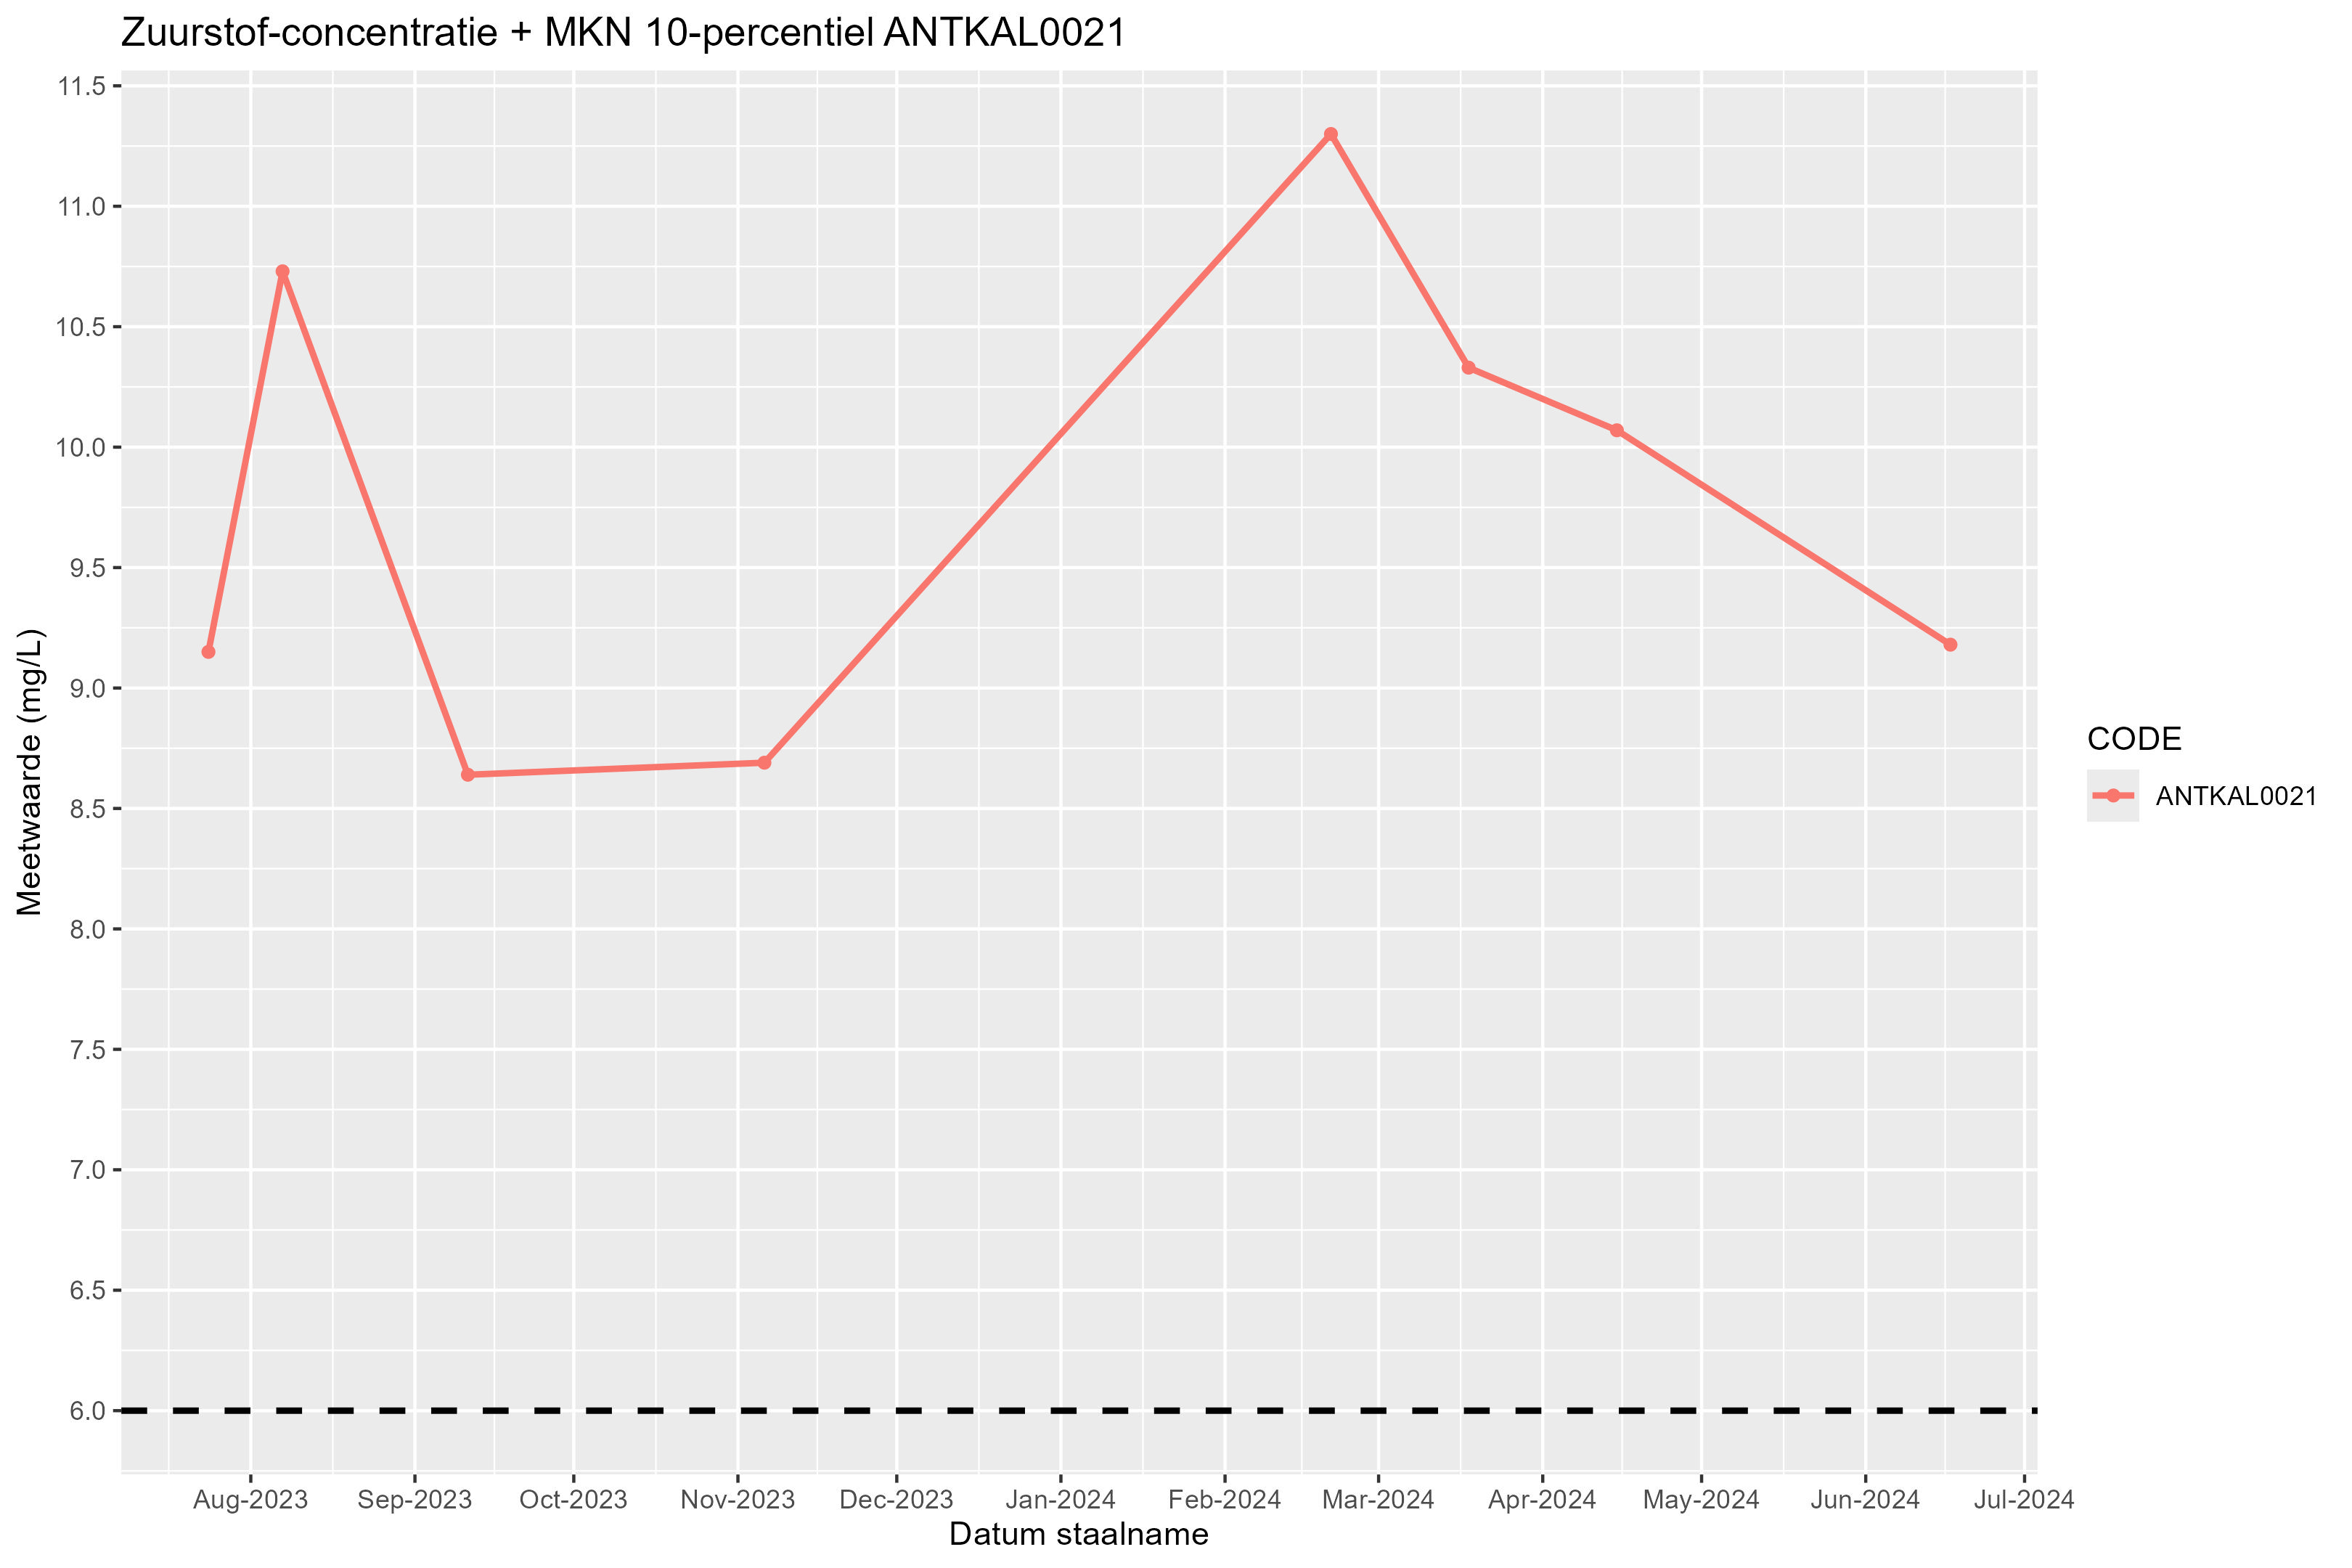 Zuurstof-concentratie + MKN 10-percentiel ANTKAL0021
Meetwaarde (mg/L)
11.5
11.0
10.5
10.0
9.5
9.0
8.5
8.0
7.5
7.0
6.5
6.0
Aug-2023 Sep-2023 Oct-2023 Nov-2023 Dec-2023 Jan-2024 Feb-2024 Mar-2024 Apr-2024 May-2024 Jun-2024 Jul-2024
Datum staalname
CODE
ANTKAL0021